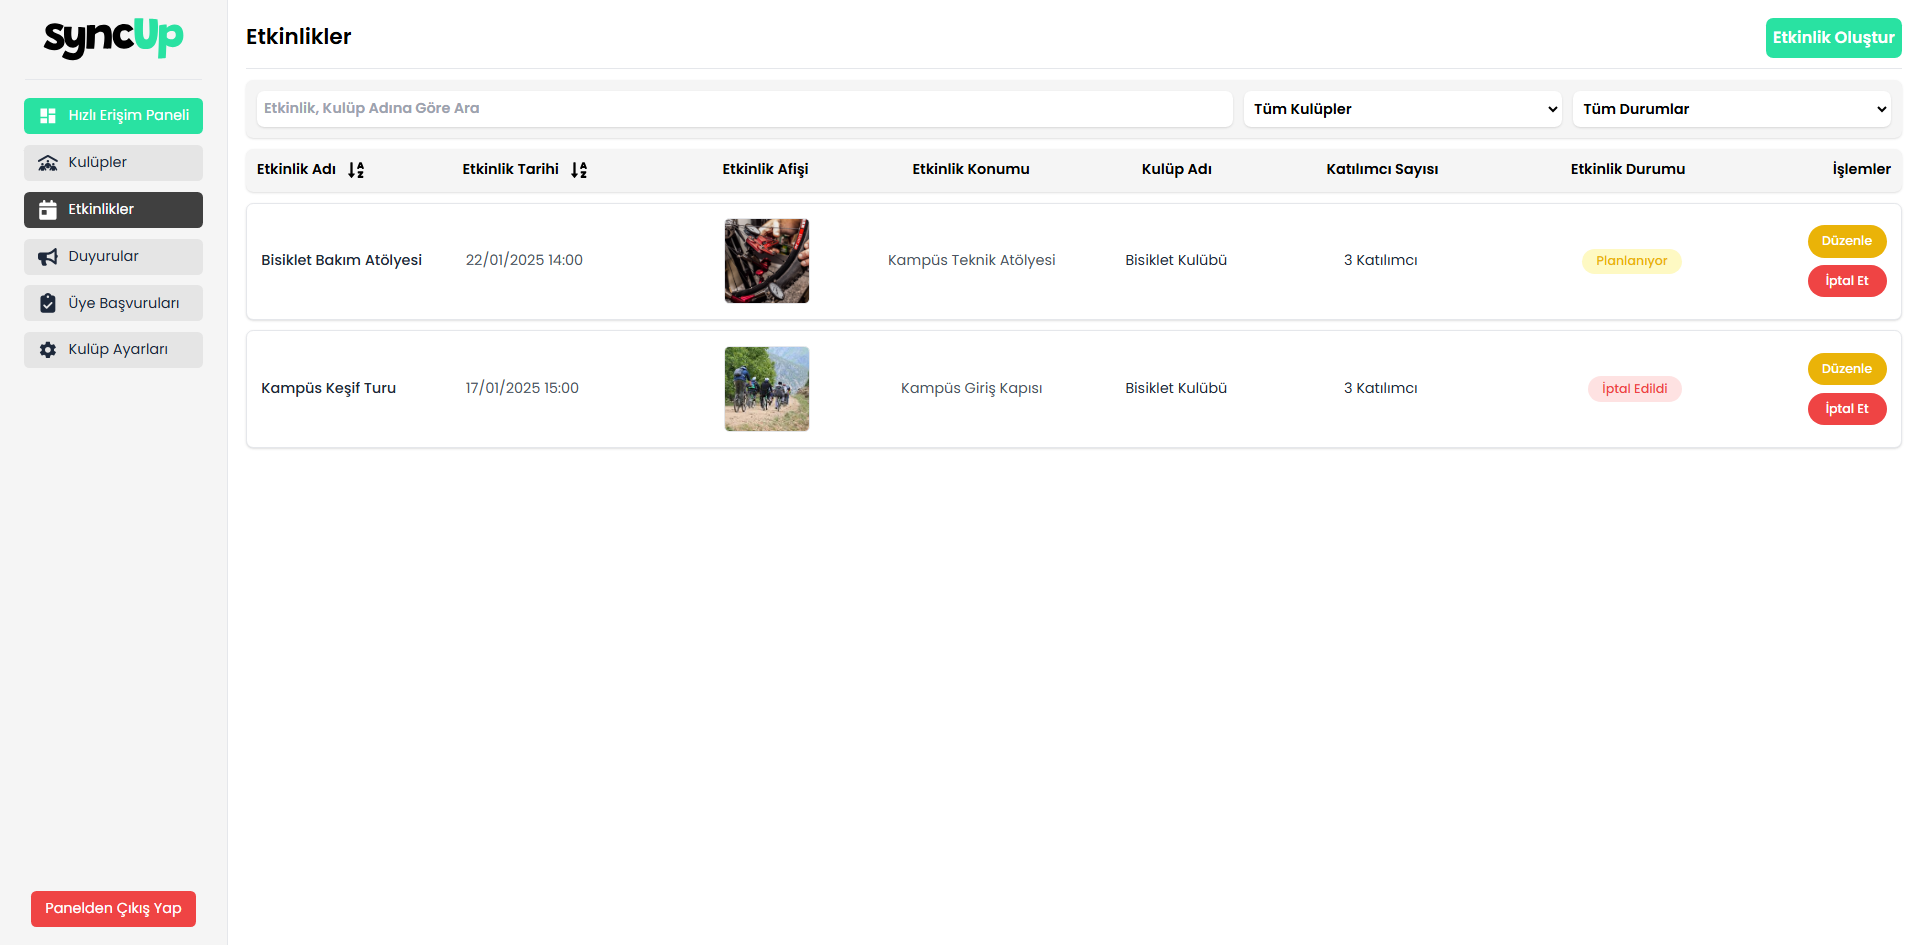 syncUp
Hızlı Erişim Paneli
Kulüpler
Etkinlikler
Duyurular
Üye Başvuruları
Kulüp Ayarları
Panelden Çıkış Yap
Etkinlikler
Etkinlik Oluştur
Etkinlik, Kulüp Adına Göre Ara
Tüm Kulüpler
Tüm Durumlar
Etkinlik Adı Etkinlik Tarihi Etkinlik Afişi Etkinlik Konumu Kulüp Adı Katılımcı Sayısı Etkinlik Durumu İşlemler
Bisiklet Bakım Atölyesi 22/01/2025 14:00 Kampüs Teknik Atölyesi Bisiklet Kulübü 3 Katılımcı Planlanıyor
Düzenle
İptal Et
Kampüs Keşif Turu 17/01/2025 15:00 Kampüs Giriş Kapısı Bisiklet Kulübü 3 Katılımcı İptal Edildi
Düzenle
İptal Et